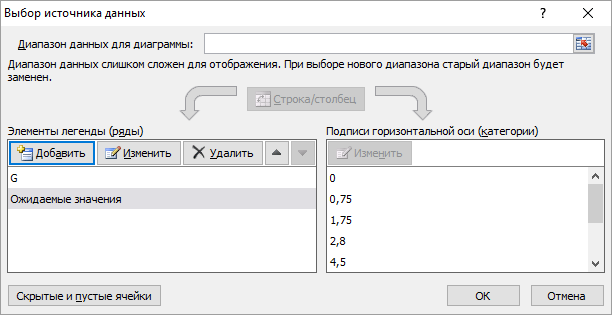 Выбор источника данных
?
Диапазон данных для диаграммы:
Диапазон данных слишком сложен для отображения. При выборе нового диапазона старый диапазон будет
заменен.
Строка/столбец
Элементы легенды (ряды)
Подписи горизонтальной оси (категории)
Добавить
Изменить
Удалить
Изменить
G
0
Ожидаемые значения
0,75
1,75
2,8
4,5
Скрытые и пустые ячейки
ОК
Отмена